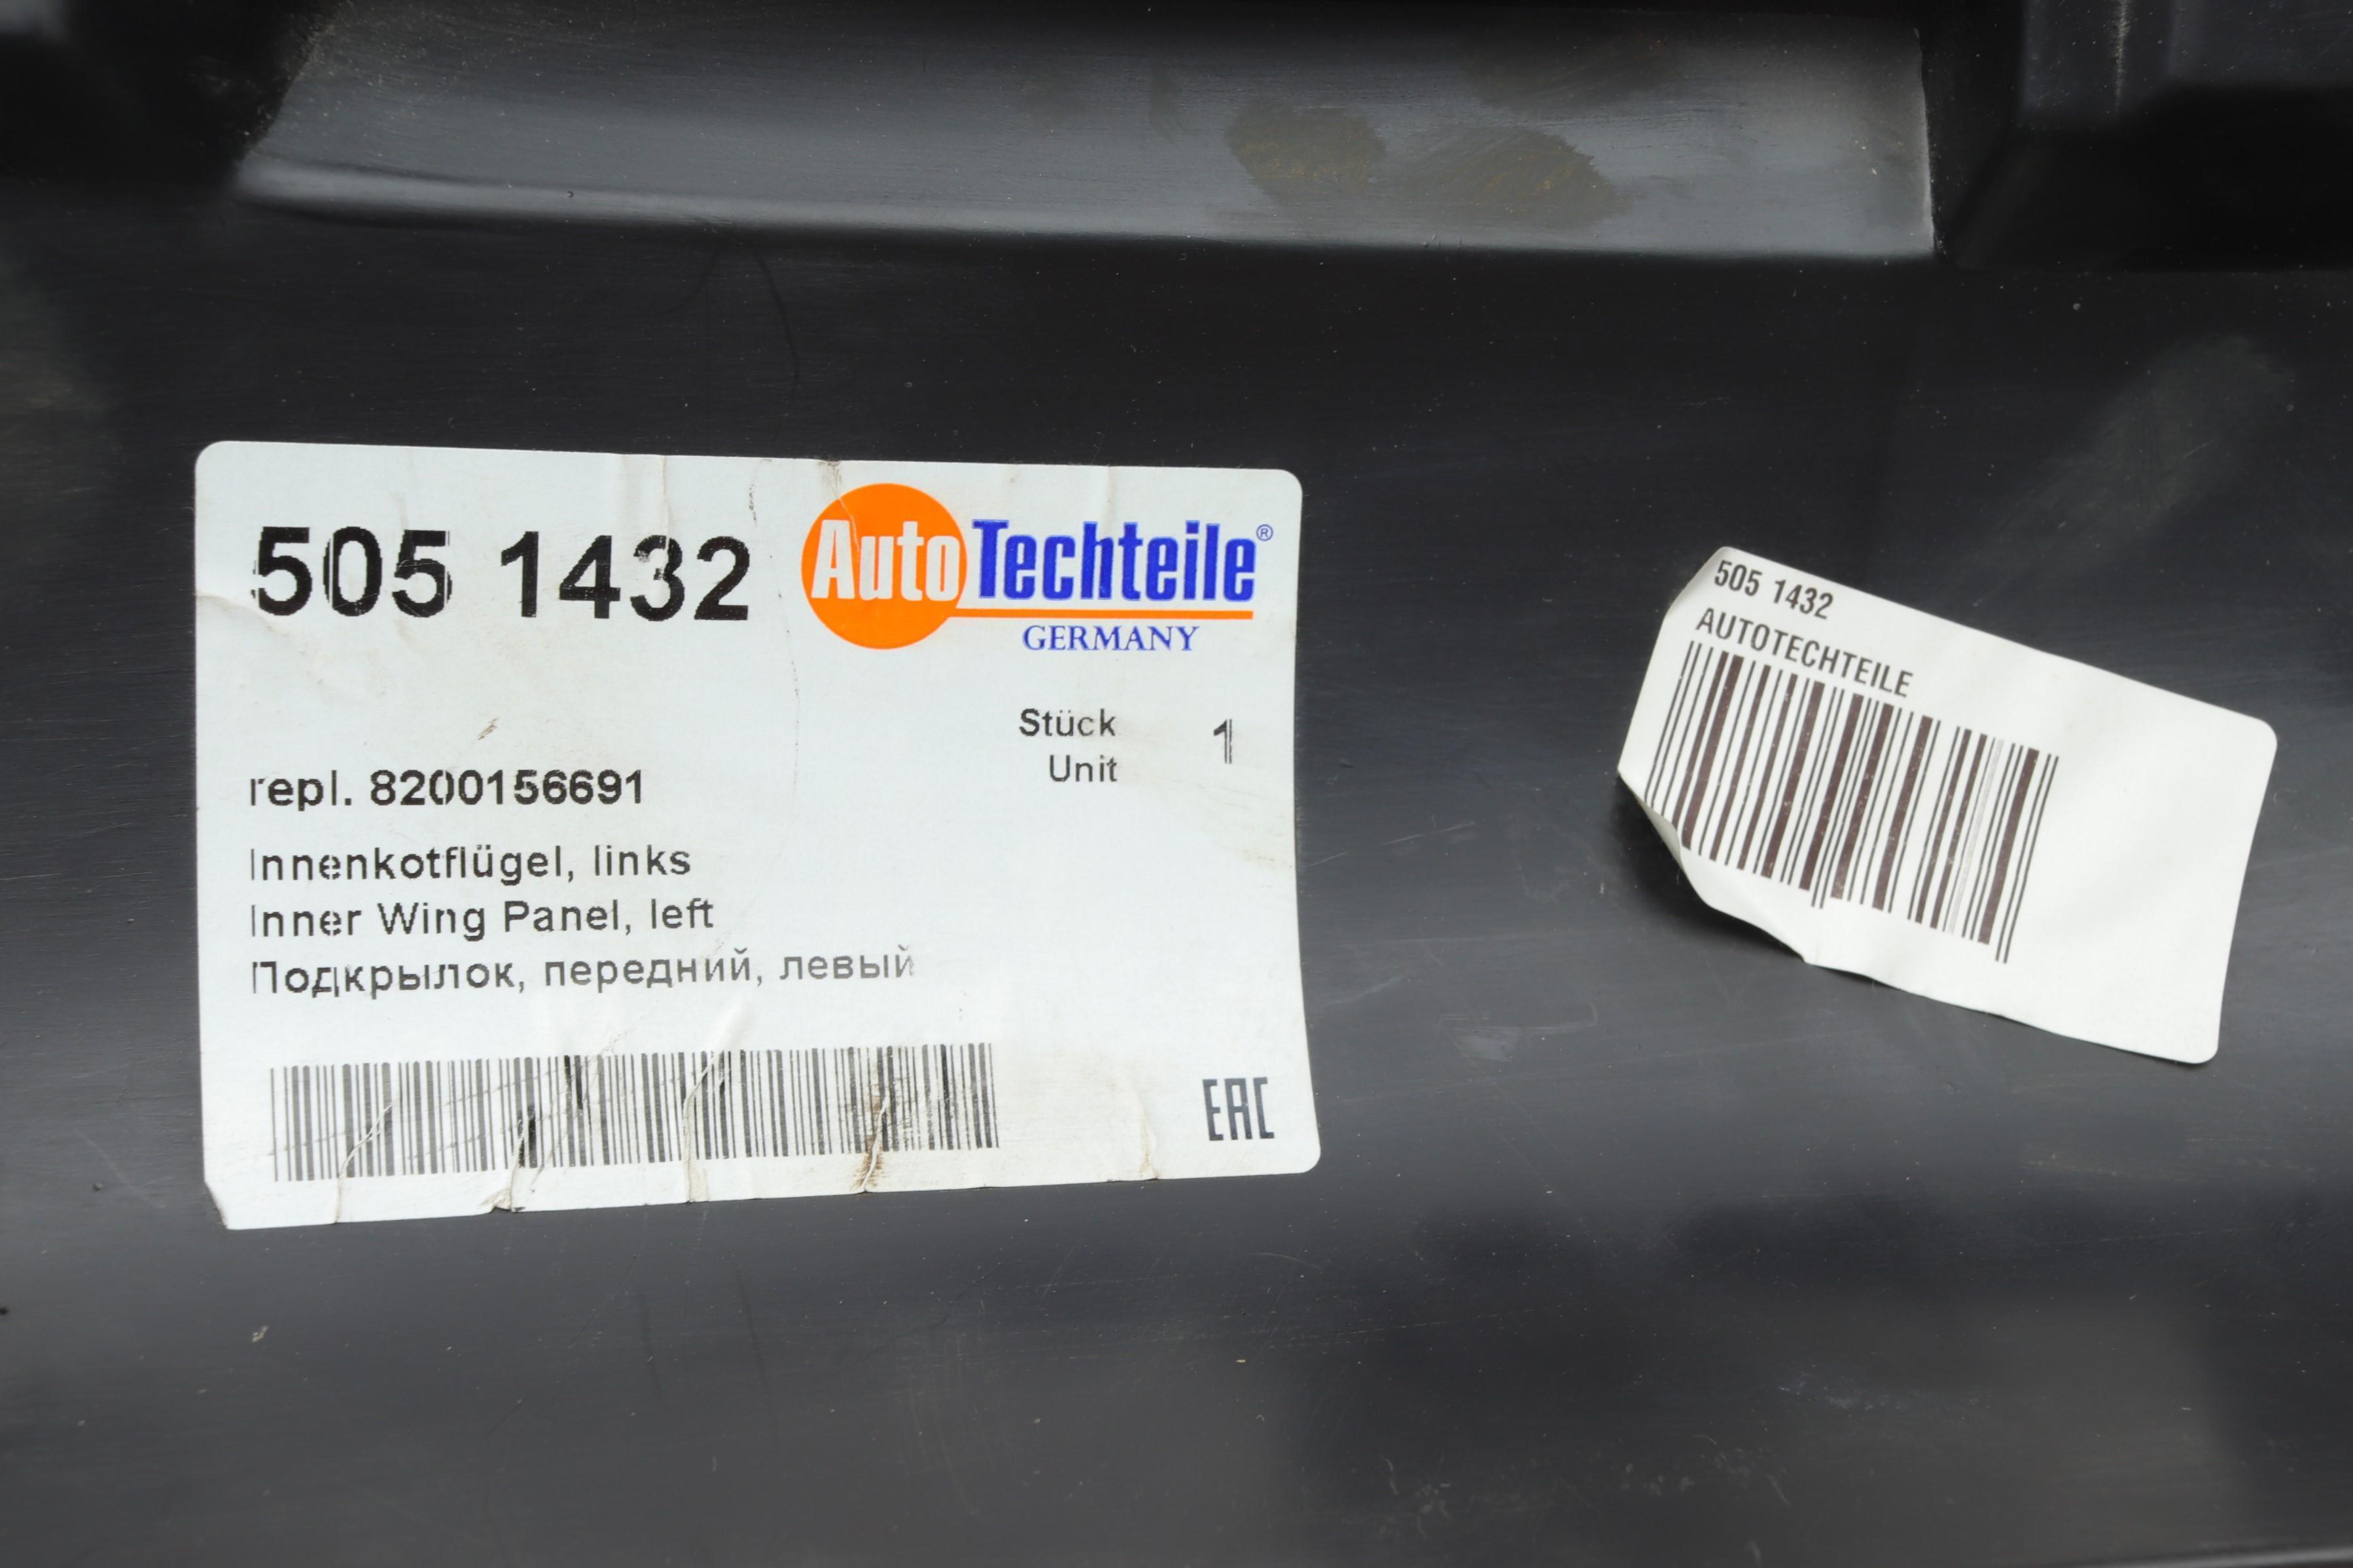 505 1432
AutoTechteile®
GERMANY
Stück 1
Unit
repl. 8200156691
Innenkotflügel, links
Inner Wing Panel, left
Подкрылок, передний, левый
EAC
505 1432
AUTOTECHTEILE